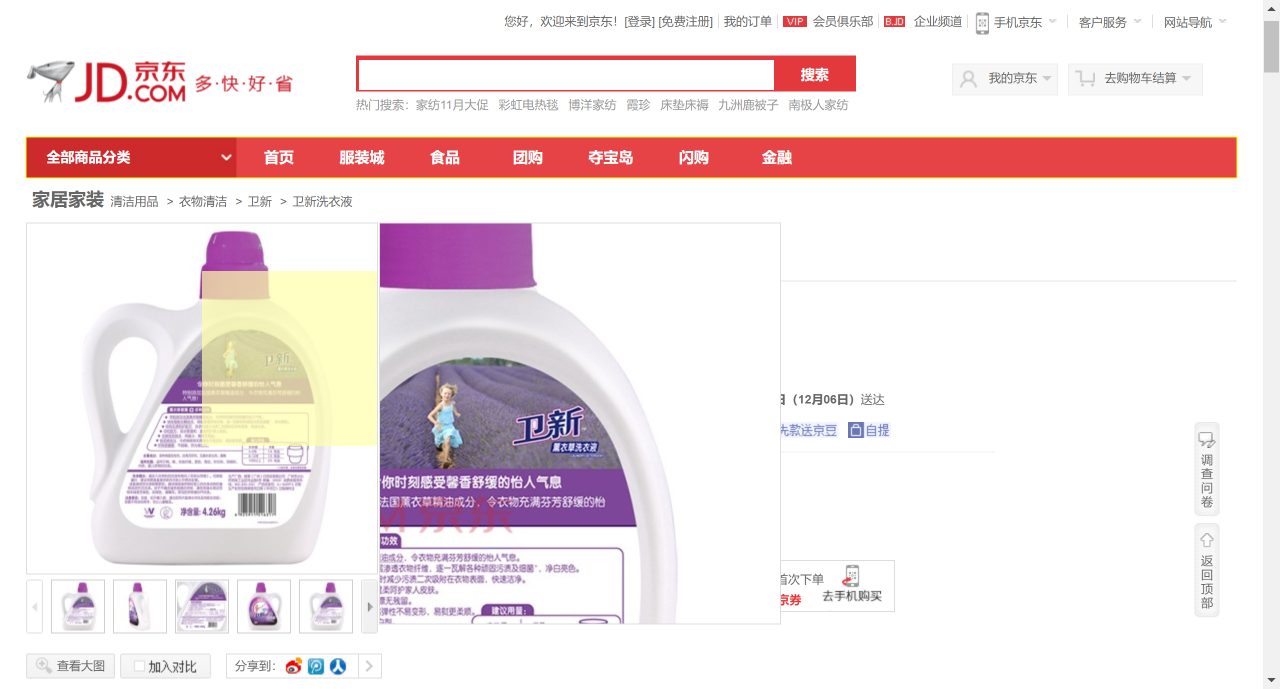 您好，欢迎来到京东！ [登录] [免费注册] 我的订单 VIP 会员俱乐部 B.JD 企业频道 手机京东 客户服务 网站导航
JD.COM 京东 多·快·好·省
搜索
我的京东 去购物车结算
热门搜索： 家纺11月大促 彩虹电热毯 博洋家纺 霞珍 床垫床褥 九洲鹿被子 南极人家纺
全部商品分类 首页 服装城 食品 团购 夺宝岛 闪购 金融
家居家装 清洁用品 > 衣物清洁 > 卫新 > 卫新洗衣液
卫新
净含量: 4.26kg
卫新
薰衣草洗衣液
你时刻感受馨香舒缓的怡人气息
法国薰衣草精油成分，令衣物充满芬芳舒缓的怡
京东
功效
油成分，令衣物充满芬芳舒缓的怡人气息。
渗透衣物纤维，逐一瓦解各种顽固污渍及细菌*，净白亮色。
时减少污渍二次吸附在衣物表面，快速洁净。
柔呵护家人皮肤。
无残留。
弹性不易变形、易熨更柔顺。
建议用量:
日（12月06日）送达
款送京豆 自提
首次下单
京券
去手机购买
调查问卷
返回顶部
查看大图 加入对比 分享到：